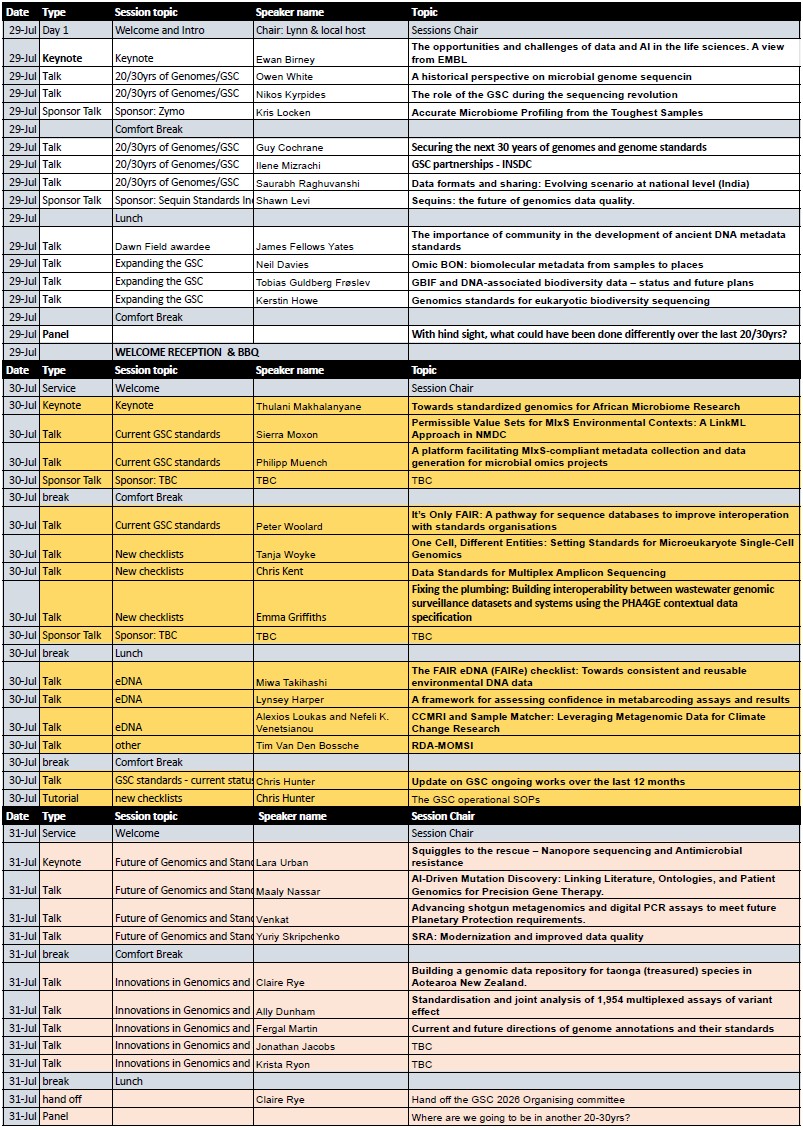 Date Type Session topic Speaker name Topic
29-Jul Day 1 Welcome and Intro Chair: Lynn & local host Sessions Chair
The opportunities and challenges of data and AI in the life sciences. A view
29-Jul Keynote Keynote Ewan Birney from EMBL
29-Jul Talk 20/30yrs of Genomes/GSC Owen White A historical perspective on microbial genome sequencin
29-Jul Talk 20/30yrs of Genomes/GSC Nikos Kyrpides The role of the GSC during the sequencing revolution
29-Jul Sponsor Talk Sponsor: Zymo Kris Locken Accurate Microbiome Profiling from the Toughest Samples
29-Jul Comfort Break
29-Jul Talk 20/30yrs of Genomes/GSC Guy Cochrane Securing the next 30 years of genomes and genome standards
29-Jul Talk 20/30yrs of Genomes/GSC Ilene Mizrachi GSC partnerships - INSDC
29-Jul Talk 20/30yrs of Genomes/GSC Saurabh Raghuvanshi Data formats and sharing: Evolving scenario at national level (India)
29-Jul Sponsor Talk Sponsor: Sequin Standards In Shawn Levi Sequins: the future of genomics data quality.
29-Jul Lunch
The importance of community in the development of ancient DNA metadata
29-Jul Talk Dawn Field awardee James Fellows Yates standards
29-Jul Talk Expanding the GSC Neil Davies Omic BON: biomolecular metadata from samples to places
29-Jul Talk Expanding the GSC Tobias Guldberg Frøslev GBIF and DNA-associated biodiversity data – status and future plans
29-Jul Talk Expanding the GSC Kerstin Howe Genomics standards for eukaryotic biodiversity sequencing
29-Jul Comfort Break
29-Jul Panel With hind sight, what could have been done differently over the last 20/30yrs?
29-Jul WELCOME RECEPTION & BBQ
Date Type Session topic Speaker name Topic
30-Jul Service Welcome Session Chair
30-Jul Keynote Keynote Thulani Makhalanyane Towards standardized genomics for African Microbiome Research
Permissible Value Sets for MIxS Environmental Contexts: A LinkML
30-Jul Talk Current GSC standards Sierra Moxon Approach in NMDC
A platform facilitating MIxS-compliant metadata collection and data
30-Jul Talk Current GSC standards Philipp Muench generation for microbial omics projects
30-Jul Sponsor Talk Sponsor: TBC TBC TBC
30-Jul break Comfort Break
It's Only FAIR: A pathway for sequence databases to improve interoperation
30-Jul Talk Current GSC standards Peter Woolard with standards organisations
One Cell, Different Entities: Setting Standards for Microeukaryote Single-Cell
30-Jul Talk New checklists Tanja Woyke Genomics
30-Jul Talk New checklists Chris Kent Data Standards for Multiplex Amplicon Sequencing
Fixing the plumbing: Building interoperability between wastewater genomic
surveillance datasets and systems using the PHA4GE contextual data
30-Jul Talk New checklists Emma Griffiths specification
30-Jul Sponsor Talk Sponsor: TBC TBC TBC
30-Jul break Lunch
The FAIR eDNA (FAIRe) checklist: Towards consistent and reusable
30-Jul Talk eDNA Miwa Takihashi environmental DNA data
30-Jul Talk eDNA Lynsey Harper A framework for assessing confidence in metabarcoding assays and results
Alexios Loukas and Nefeli K. CCMRI and Sample Matcher: Leveraging Metagenomic Data for Climate
30-Jul Talk eDNA Venetsianou Change Research
30-Jul Talk other Tim Van Den Bossche RDA-MOMSI
30-Jul break Comfort Break
30-Jul Talk GSC standards - current status Chris Hunter Update on GSC ongoing works over the last 12 months
30-Jul Tutorial new checklists Chris Hunter The GSC operational SOPs
Date Type Session topic Speaker name Session Chair
31-Jul Service Welcome Session Chair
Squiggles to the rescue – Nanopore sequencing and Antimicrobial
31-Jul Keynote Future of Genomics and Stand Lara Urban resistance
AI-Driven Mutation Discovery: Linking Literature, Ontologies, and Patient
31-Jul Talk Future of Genomics and Stand Maaly Nassar Genomics for Precision Gene Therapy.
Advancing shotgun metagenomics and digital PCR assays to meet future
31-Jul Talk Future of Genomics and Stand Venkat Planetary Protection requirements.
31-Jul Talk Future of Genomics and Stand Yuriy Skripchenko SRA: Modernization and improved data quality
31-Jul break Comfort Break
Building a genomic data repository for taonga (treasured) species in
31-Jul Talk Innovations in Genomics and Claire Rye Aotearoa New Zealand.
Standardisation and joint analysis of 1,954 multiplexed assays of variant
31-Jul Talk Innovations in Genomics and Ally Dunham effect
31-Jul Talk Innovations in Genomics and Fergal Martin Current and future directions of genome annotations and their standards
31-Jul Talk Innovations in Genomics and Jonathan Jacobs TBC
31-Jul Talk Innovations in Genomics and Krista Ryon TBC
31-Jul break Lunch
31-Jul hand off Claire Rye Hand off the GSC 2026 Organising committee
31-Jul Panel Where are we going to be in another 20-30yrs?